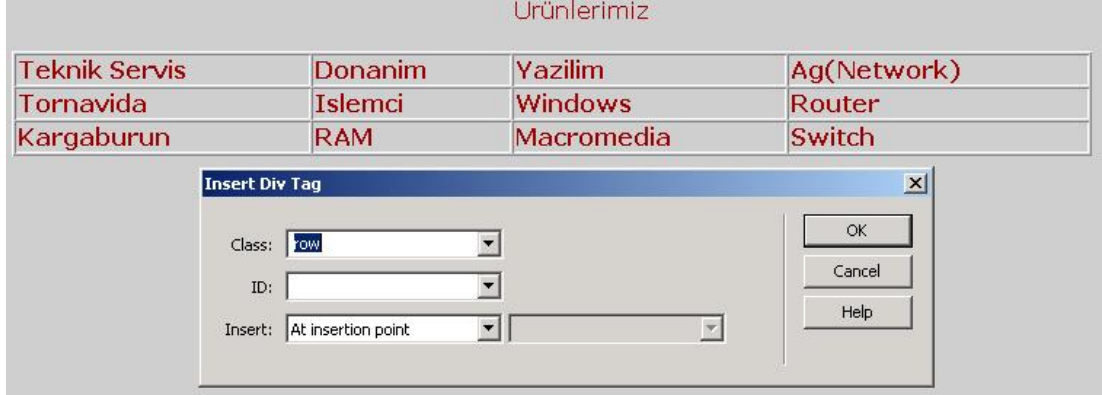 Ürünlerimiz
Teknik Servis Donanim Yazilim Ag(Network)
Tornavida Islemci Windows Router
Kargaburun RAM Macromedia Switch
Insert Div Tag
Class: row OK
ID: Cancel
Insert: At insertion point Help